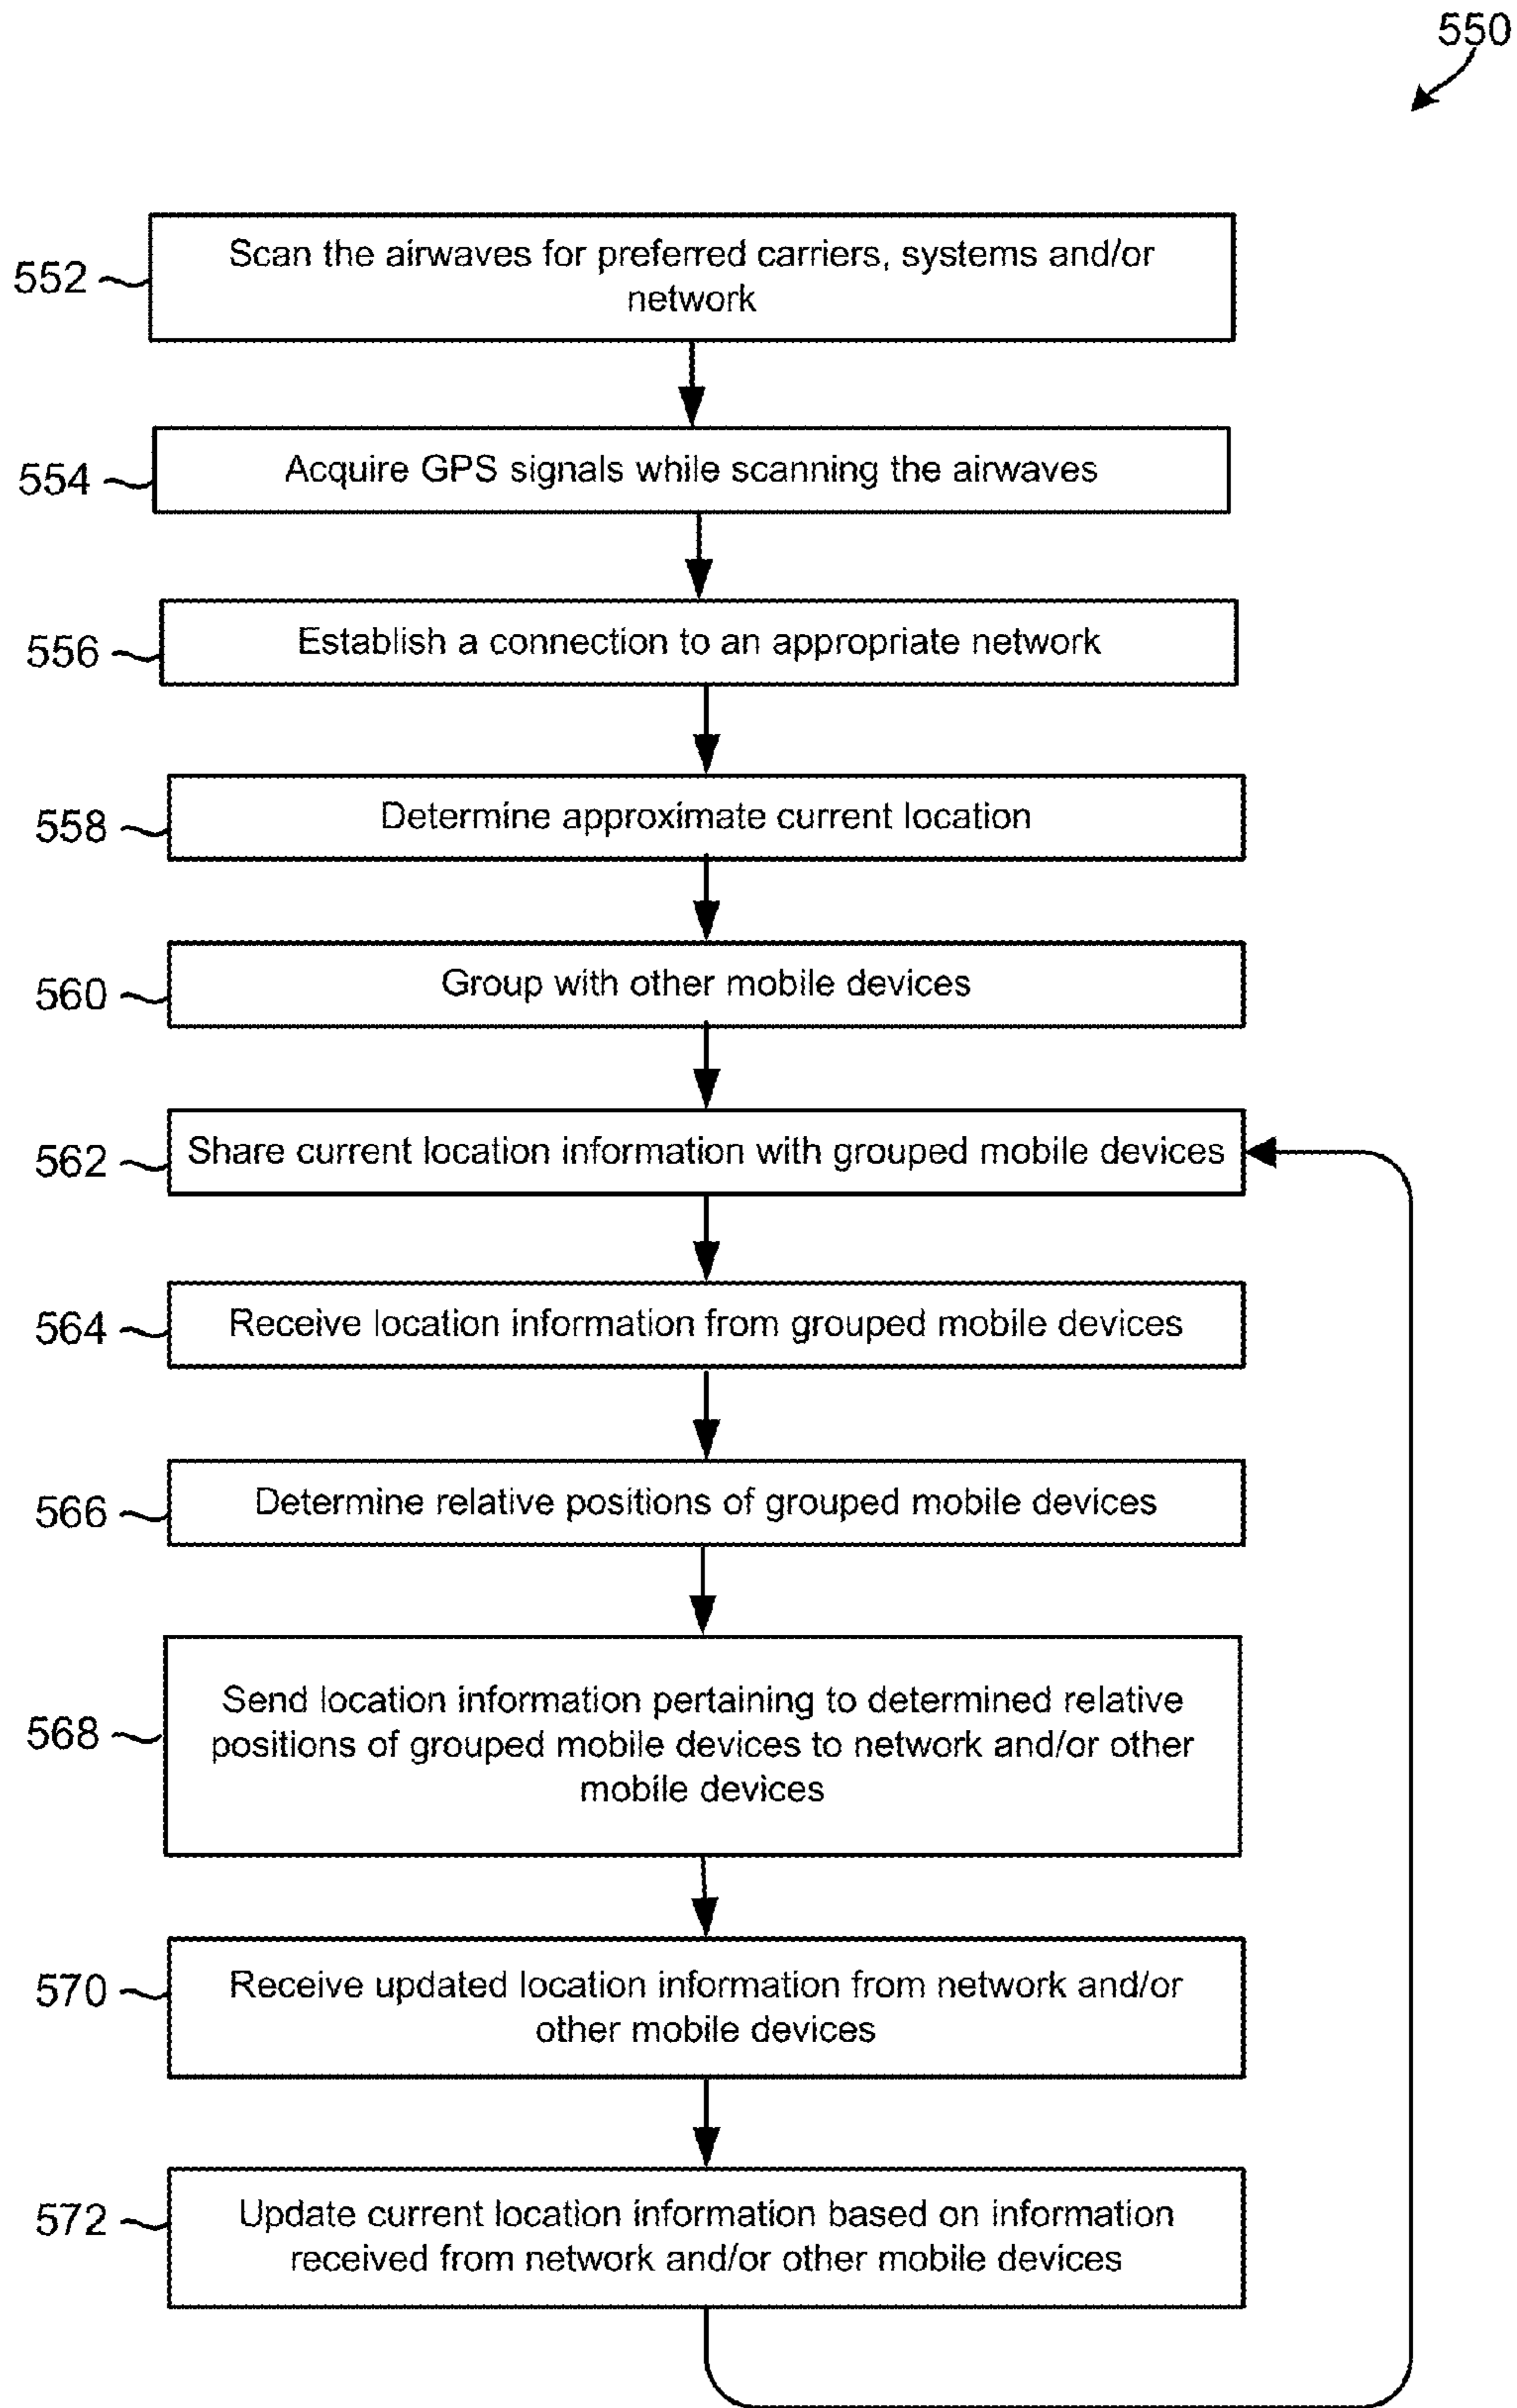 550
552
Scan the airwaves for preferred carriers, systems and/or
network
554
Acquire GPS signals while scanning the airwaves
556
Establish a connection to an appropriate network
558
Determine approximate current location
560
Group with other mobile devices
562
Share current location information with grouped mobile devices
564
Receive location information from grouped mobile devices
566
Determine relative positions of grouped mobile devices
568
Send location information pertaining to determined relative
positions of grouped mobile devices to network and/or other
mobile devices
570
Receive updated location information from network and/or
other mobile devices
572
Update current location information based on information
received from network and/or other mobile devices